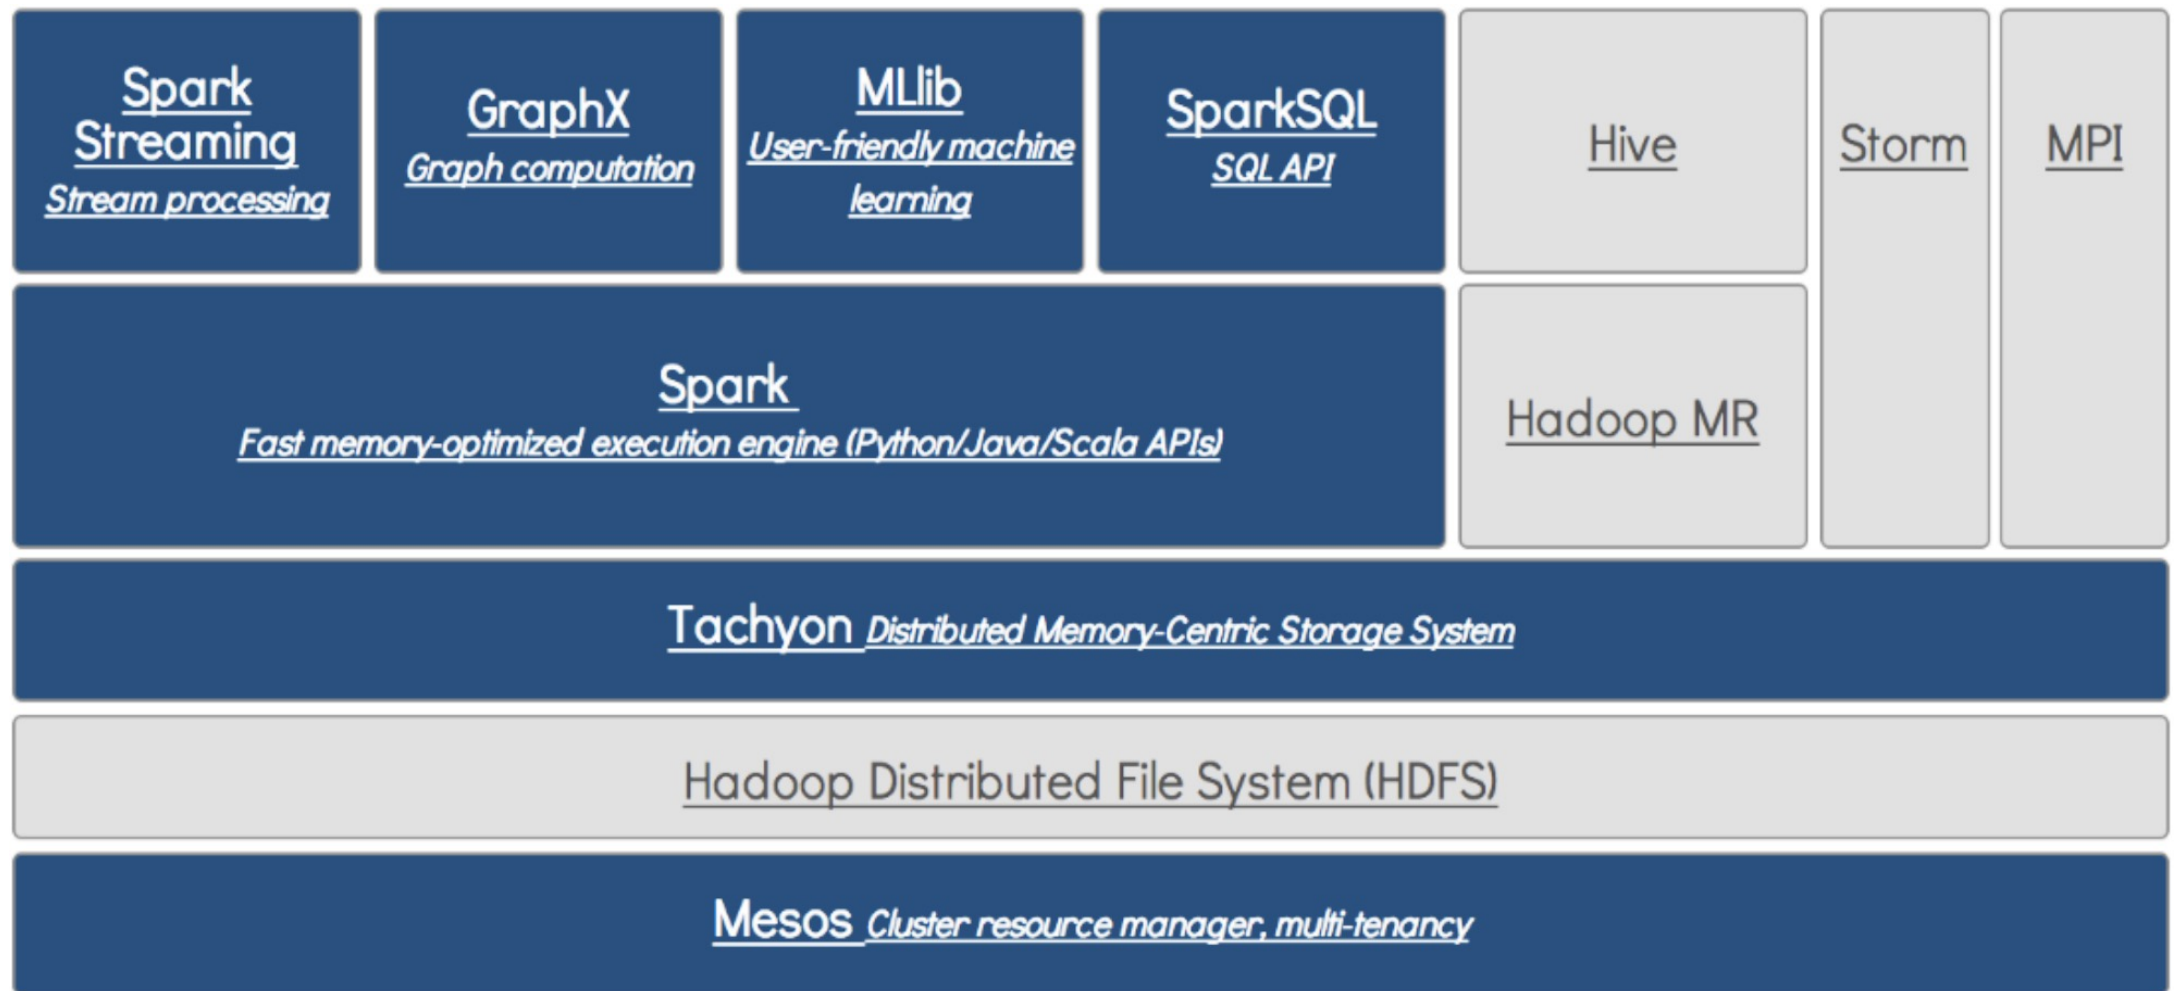 Spark
Streaming
Stream processing
GraphX
Graph computation
MLlib
User-friendly machine
learning
SparkSQL
SQL API
Hive
Storm
MPI
Spark
Fast memory-optimized execution engine (Python/Java/Scala APIs)
Hadoop MR
Tachyon Distributed Memory-Centric Storage System
Hadoop Distributed File System (HDFS)
Mesos Cluster resource manager, multi-tenancy